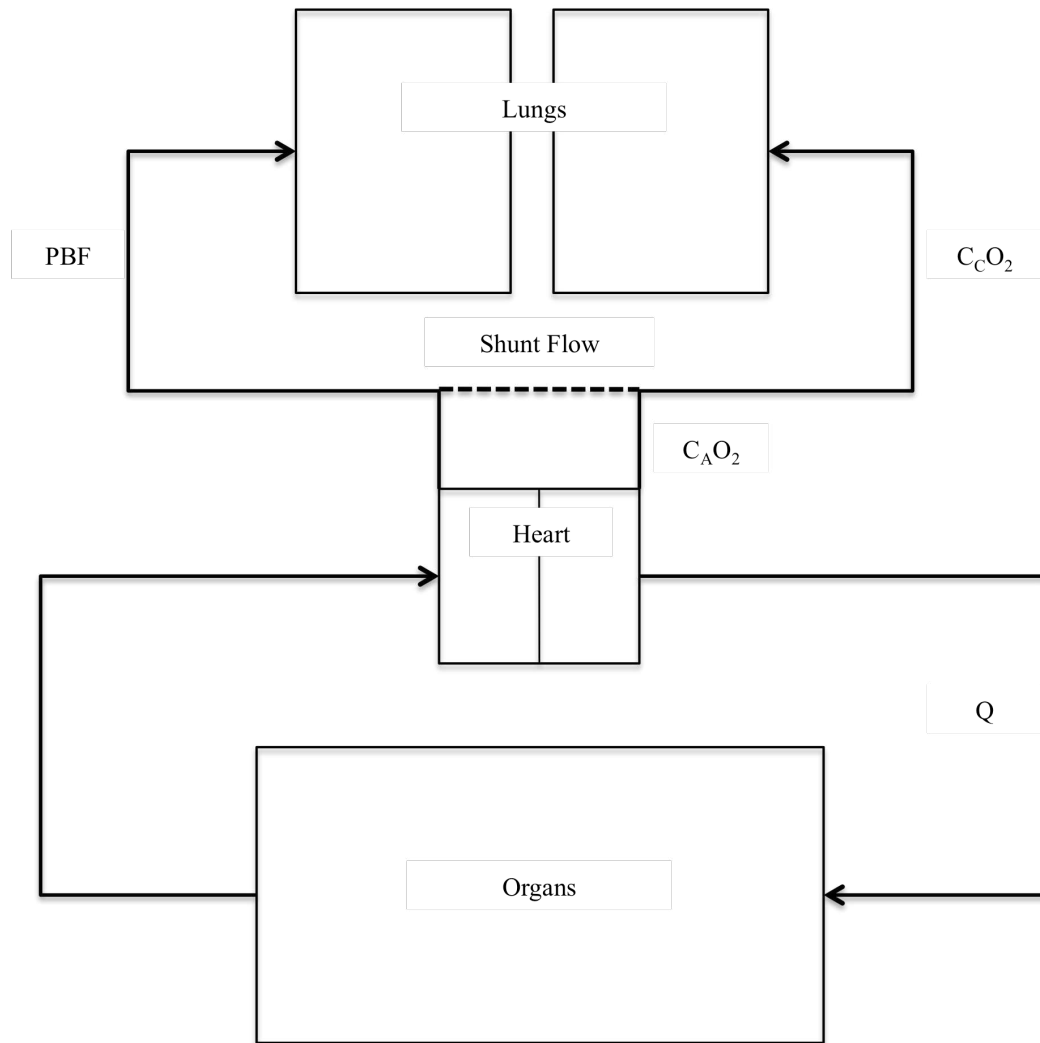 Lungs
PBF
C_CO_2
Shunt Flow
C_AO_2
Heart
Q
Organs